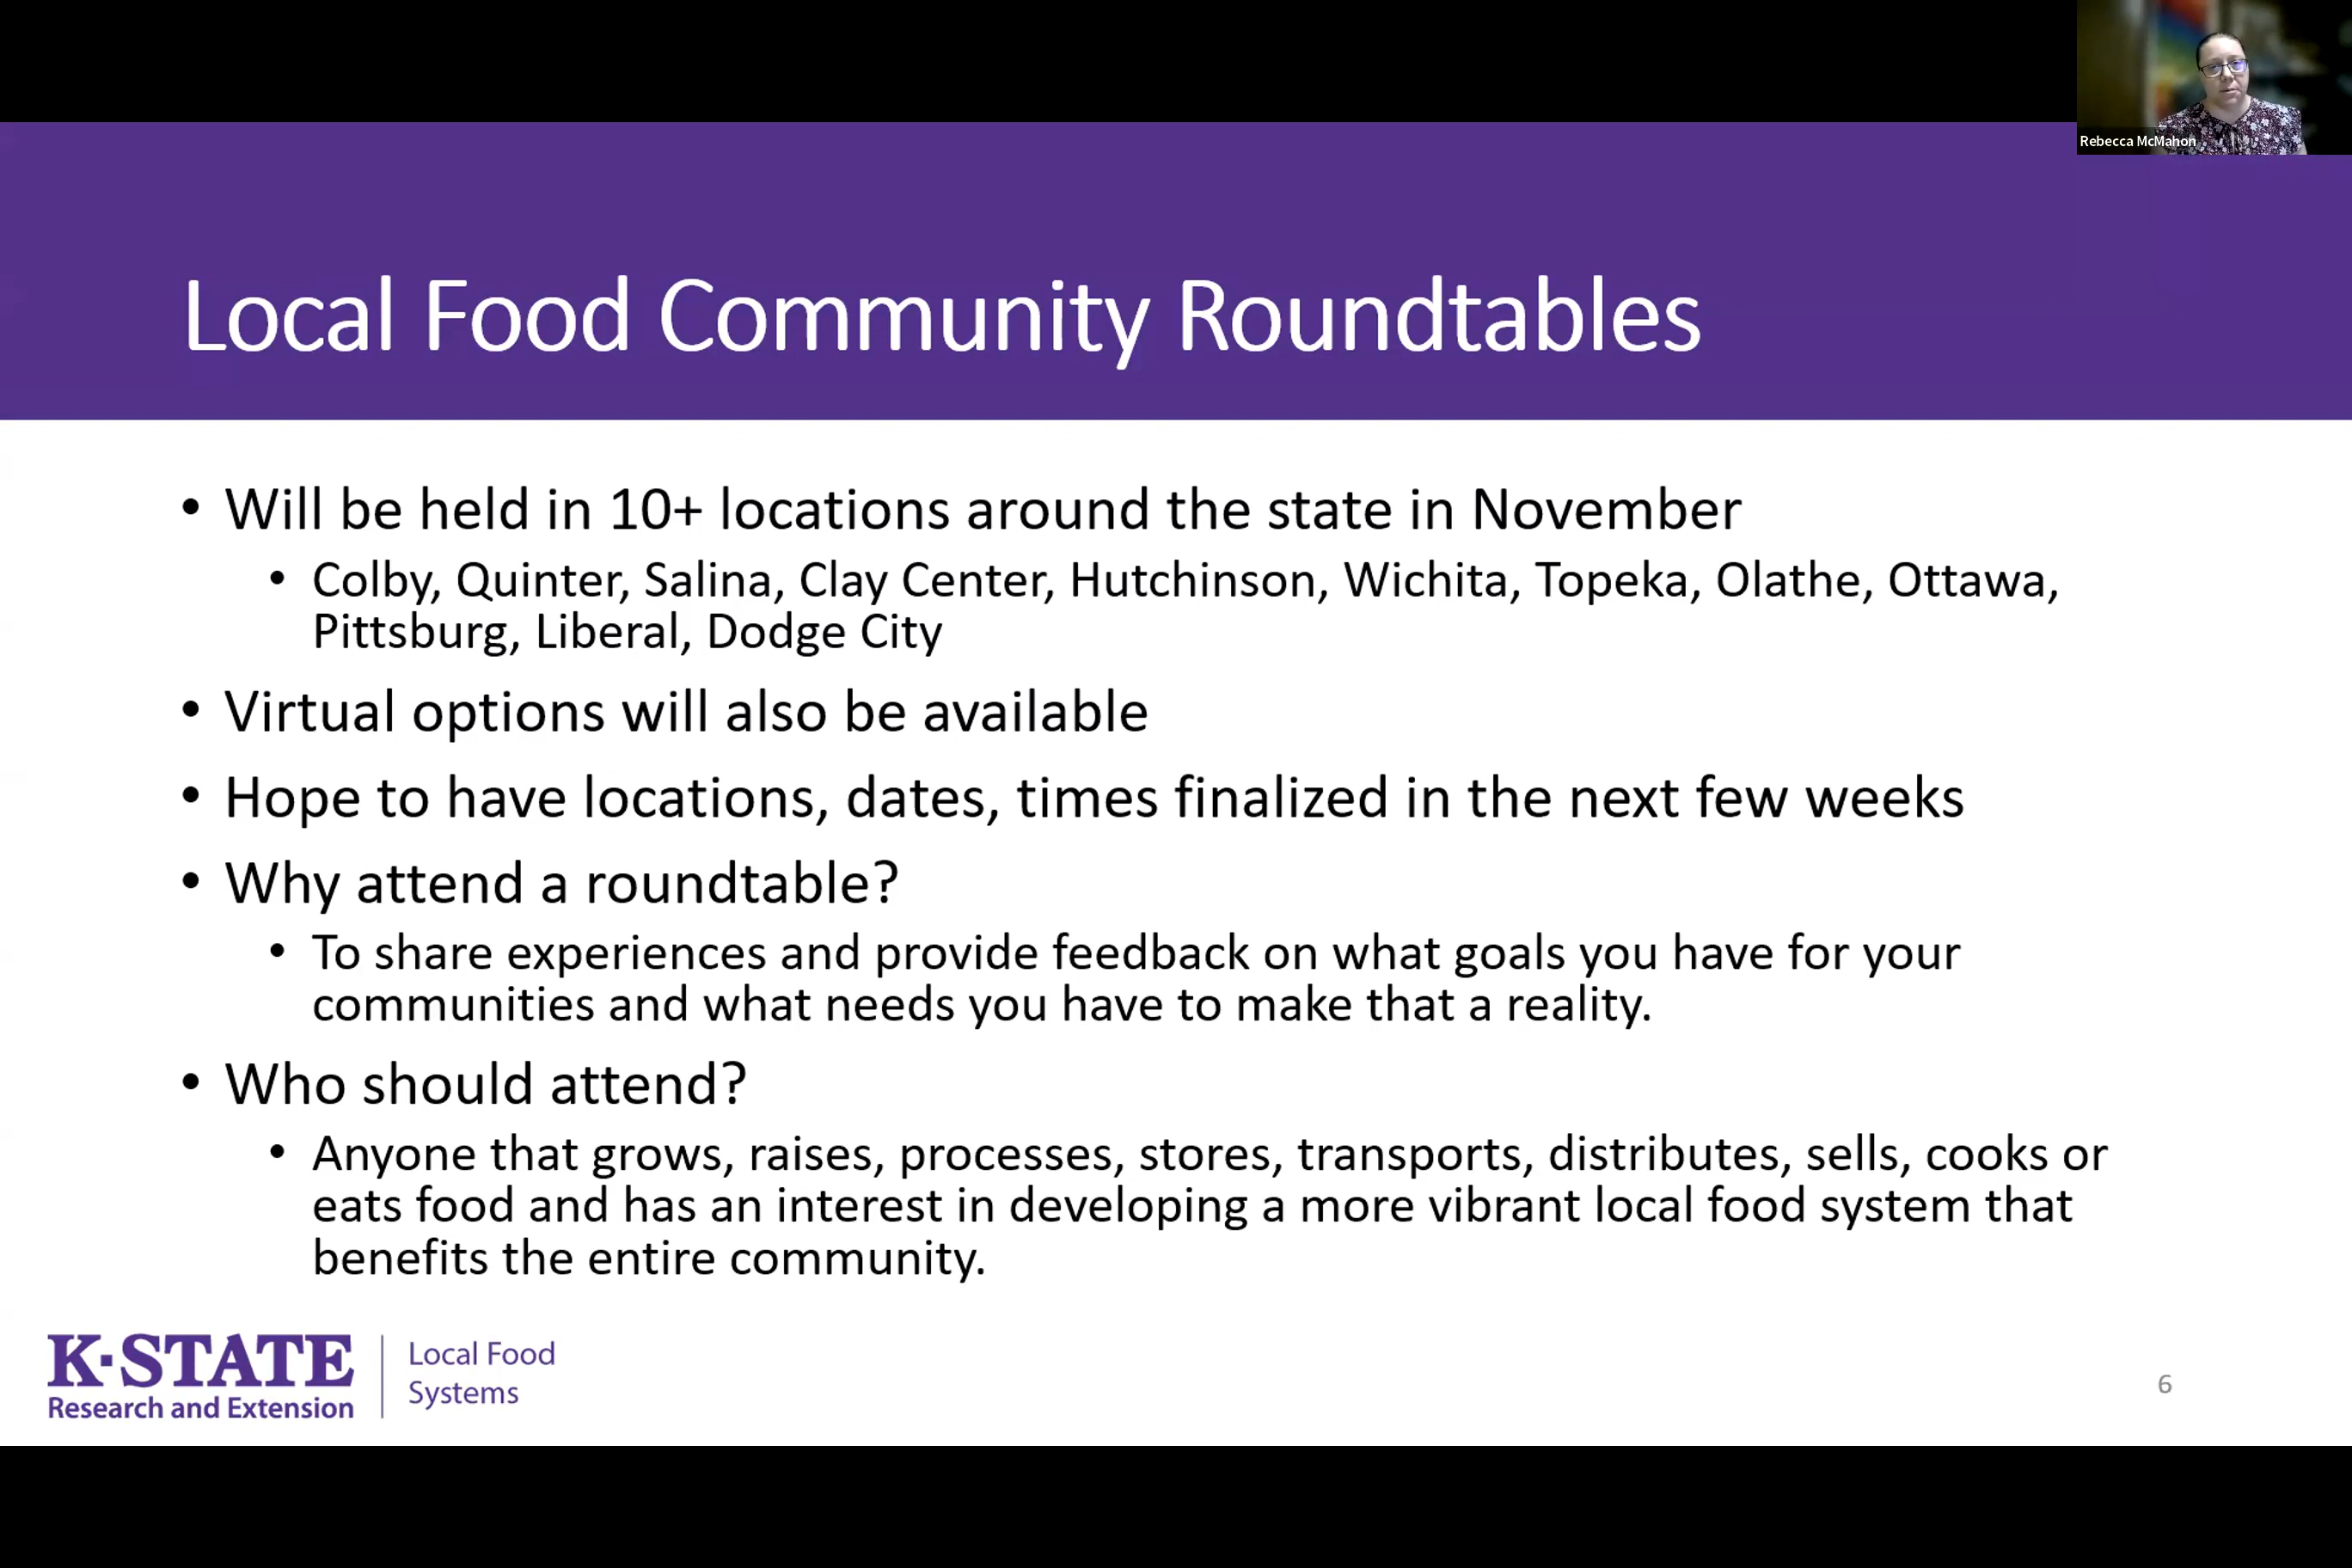 Rebecca McMahon
Local Food Community Roundtables
• Will be held in 10+ locations around the state in November
• Colby, Quinter, Salina, Clay Center, Hutchinson, Wichita, Topeka, Olathe, Ottawa,
Pittsburg, Liberal, Dodge City
• Virtual options will also be available
• Hope to have locations, dates, times finalized in the next few weeks
• Why attend a roundtable?
• To share experiences and provide feedback on what goals you have for your
communities and what needs you have to make that a reality.
• Who should attend?
• Anyone that grows, raises, processes, stores, transports, distributes, sells, cooks or
eats food and has an interest in developing a more vibrant local food system that
benefits the entire community.
K·STATE
Research and Extension
Local Food
Systems
6